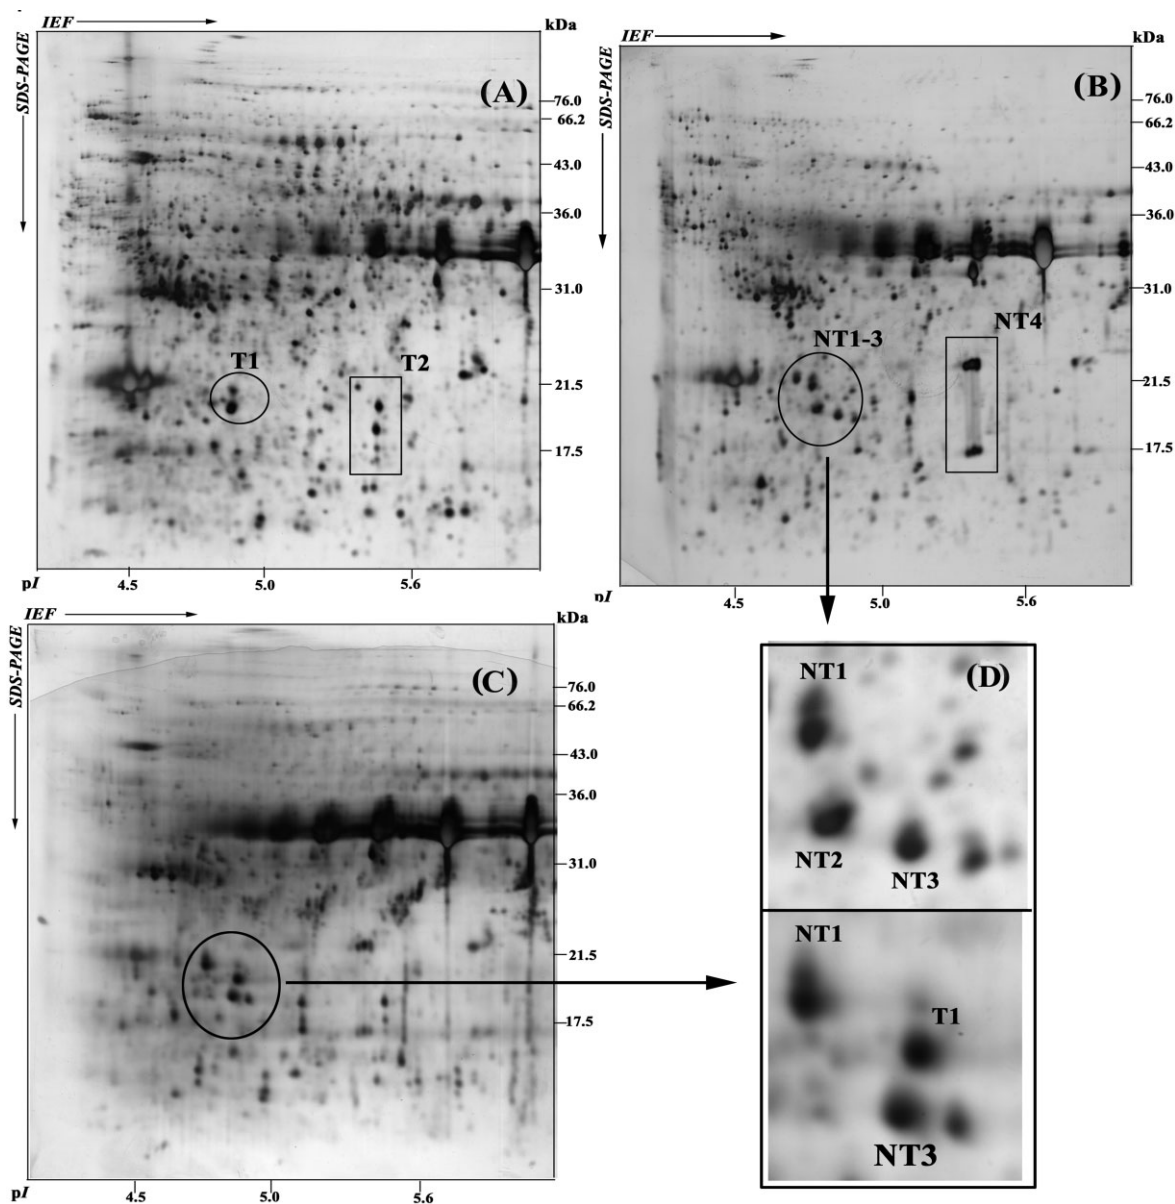 IEF
kDa
SDS-PAGE
(A)
76.0
66.2
43.0
36.0
31.0
T1
T2
21.5
17.5
pI
4.5
5.0
5.6
IEF
kDa
SDS-PAGE
(B)
76.0
66.2
43.0
36.0
31.0
NT1-3
NT4
21.5
17.5
pI
4.5
5.0
5.6
IEF
kDa
SDS-PAGE
(C)
76.0
66.2
43.0
36.0
31.0
21.5
17.5
pI
4.5
5.0
5.6
(D)
NT1
NT2
NT3
NT1
T1
NT3